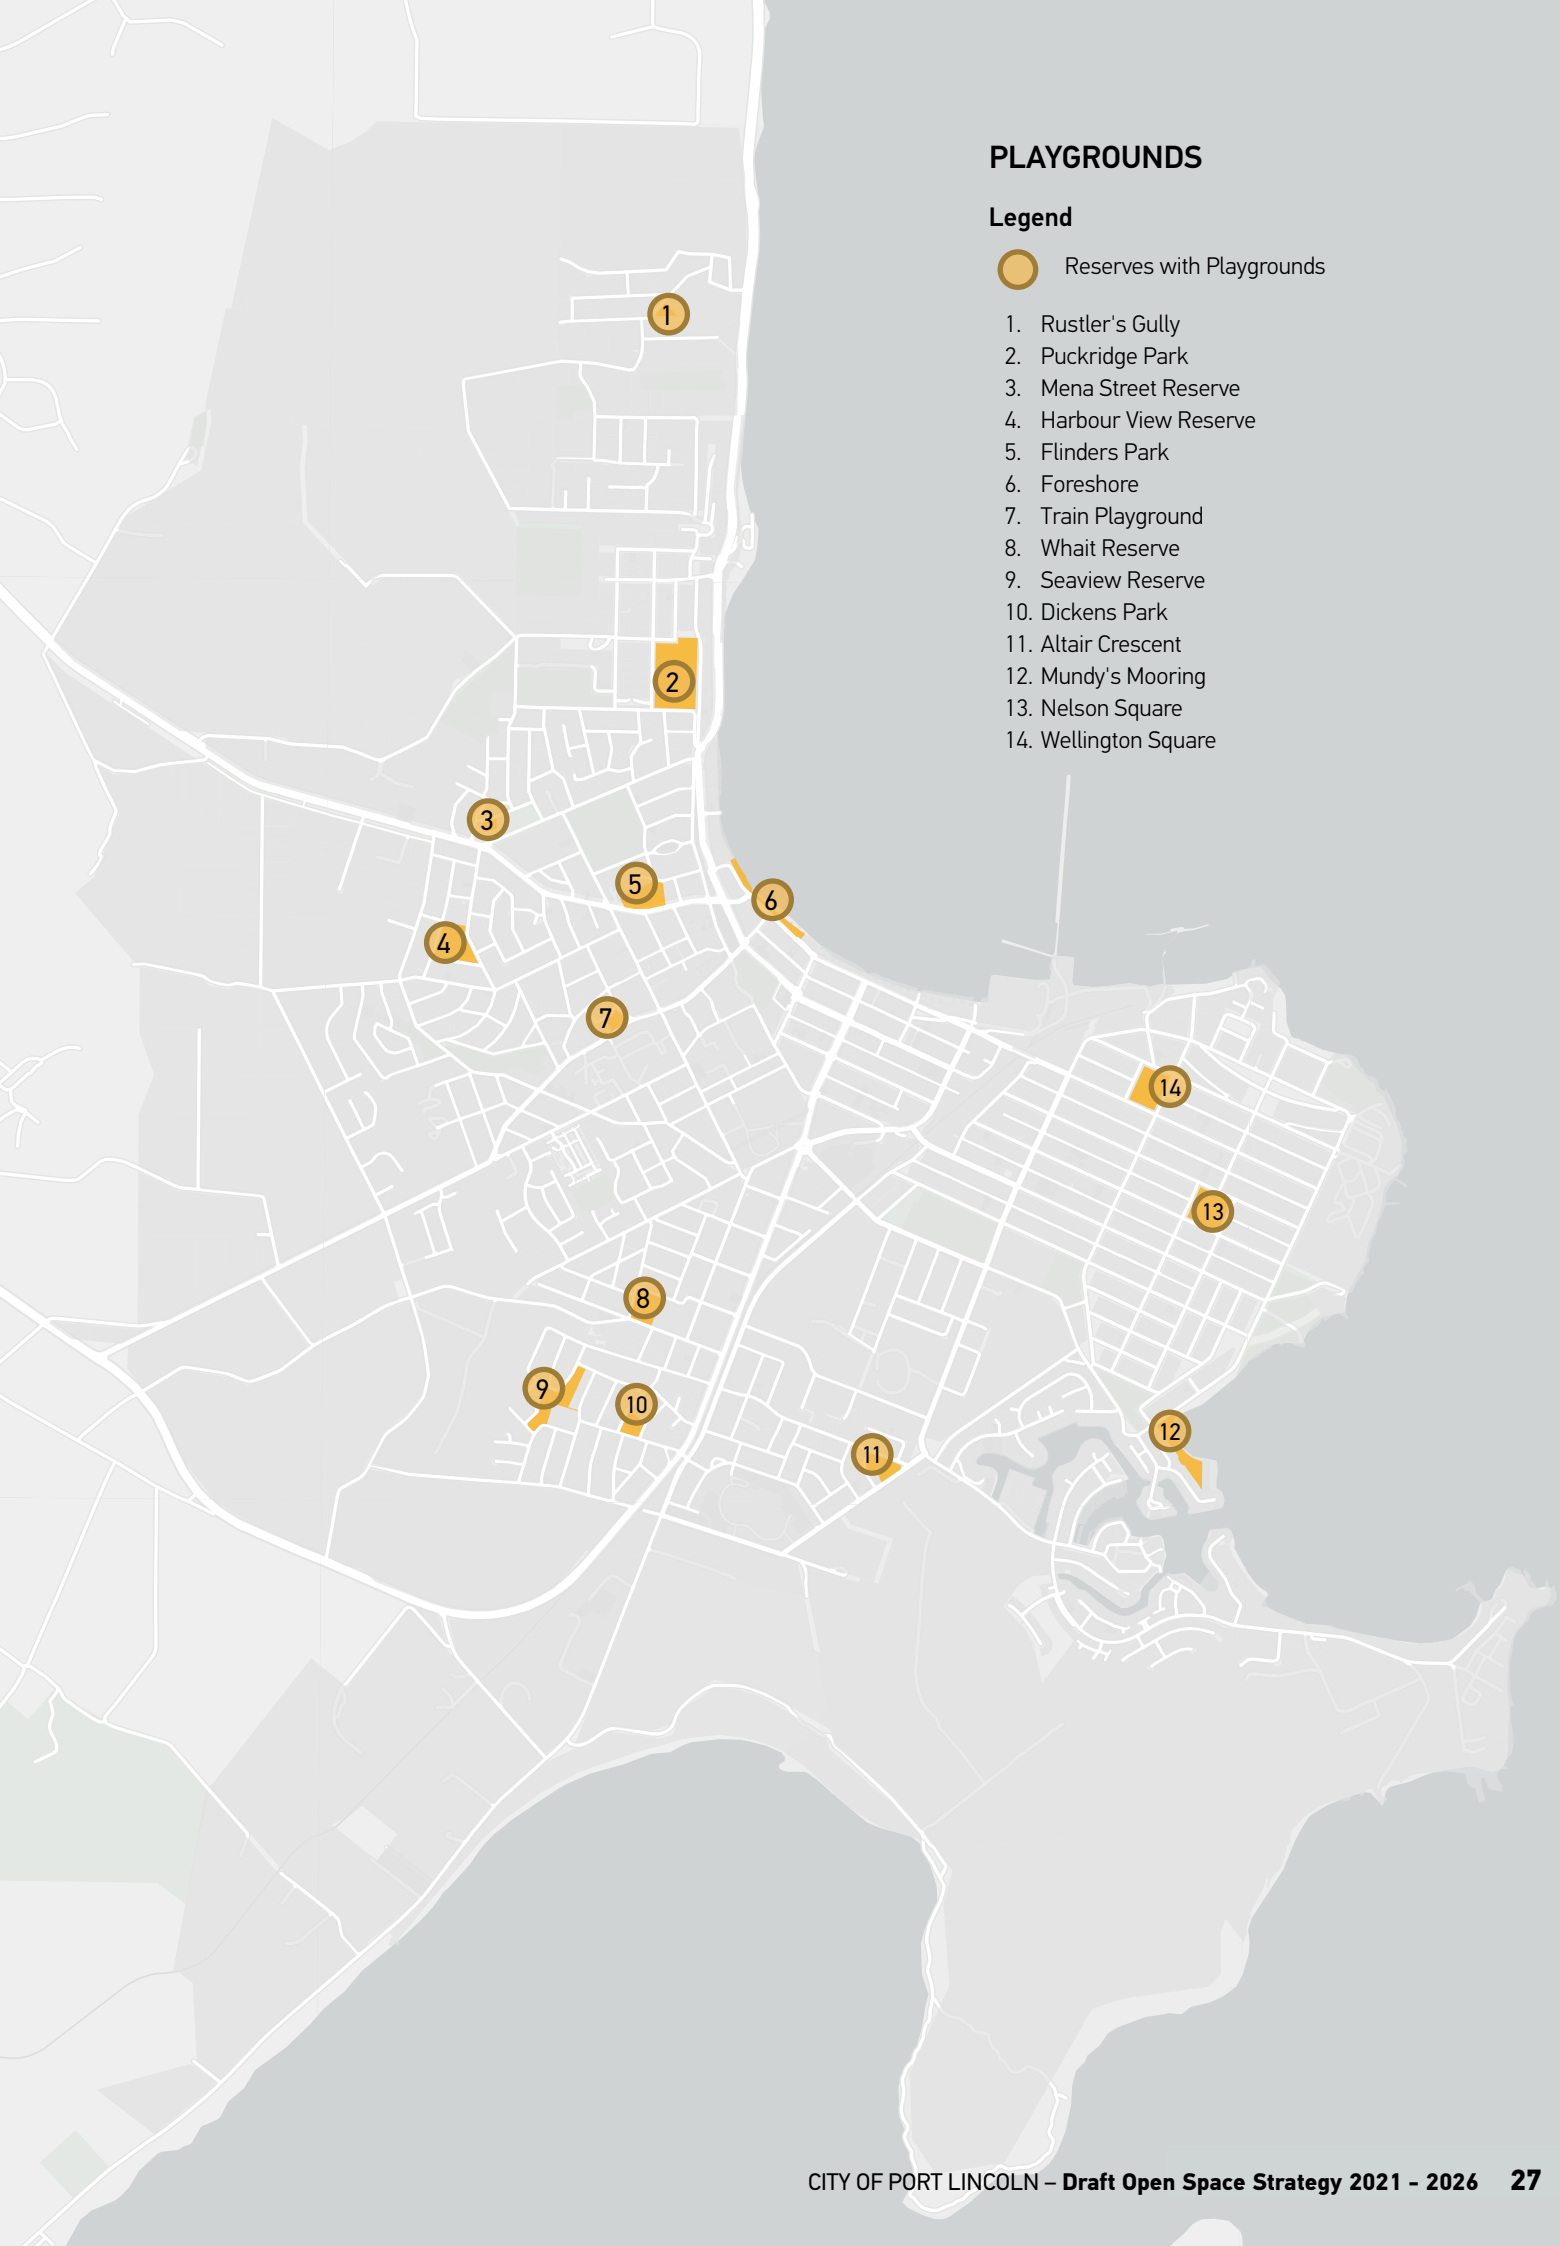 PLAYGROUNDS
Legend
Reserves with Playgrounds
1. Rustler's Gully
2. Puckridge Park
3. Mena Street Reserve
4. Harbour View Reserve
5. Flinders Park
6. Foreshore
7. Train Playground
8. Whait Reserve
9. Seaview Reserve
10. Dickens Park
11. Altair Crescent
12. Mundy's Mooring
13. Nelson Square
14. Wellington Square
1
2
3
5
6
4
7
14
13
8
9
10
12
11
CITY OF PORT LINCOLN – Draft Open Space Strategy 2021 - 2026 27